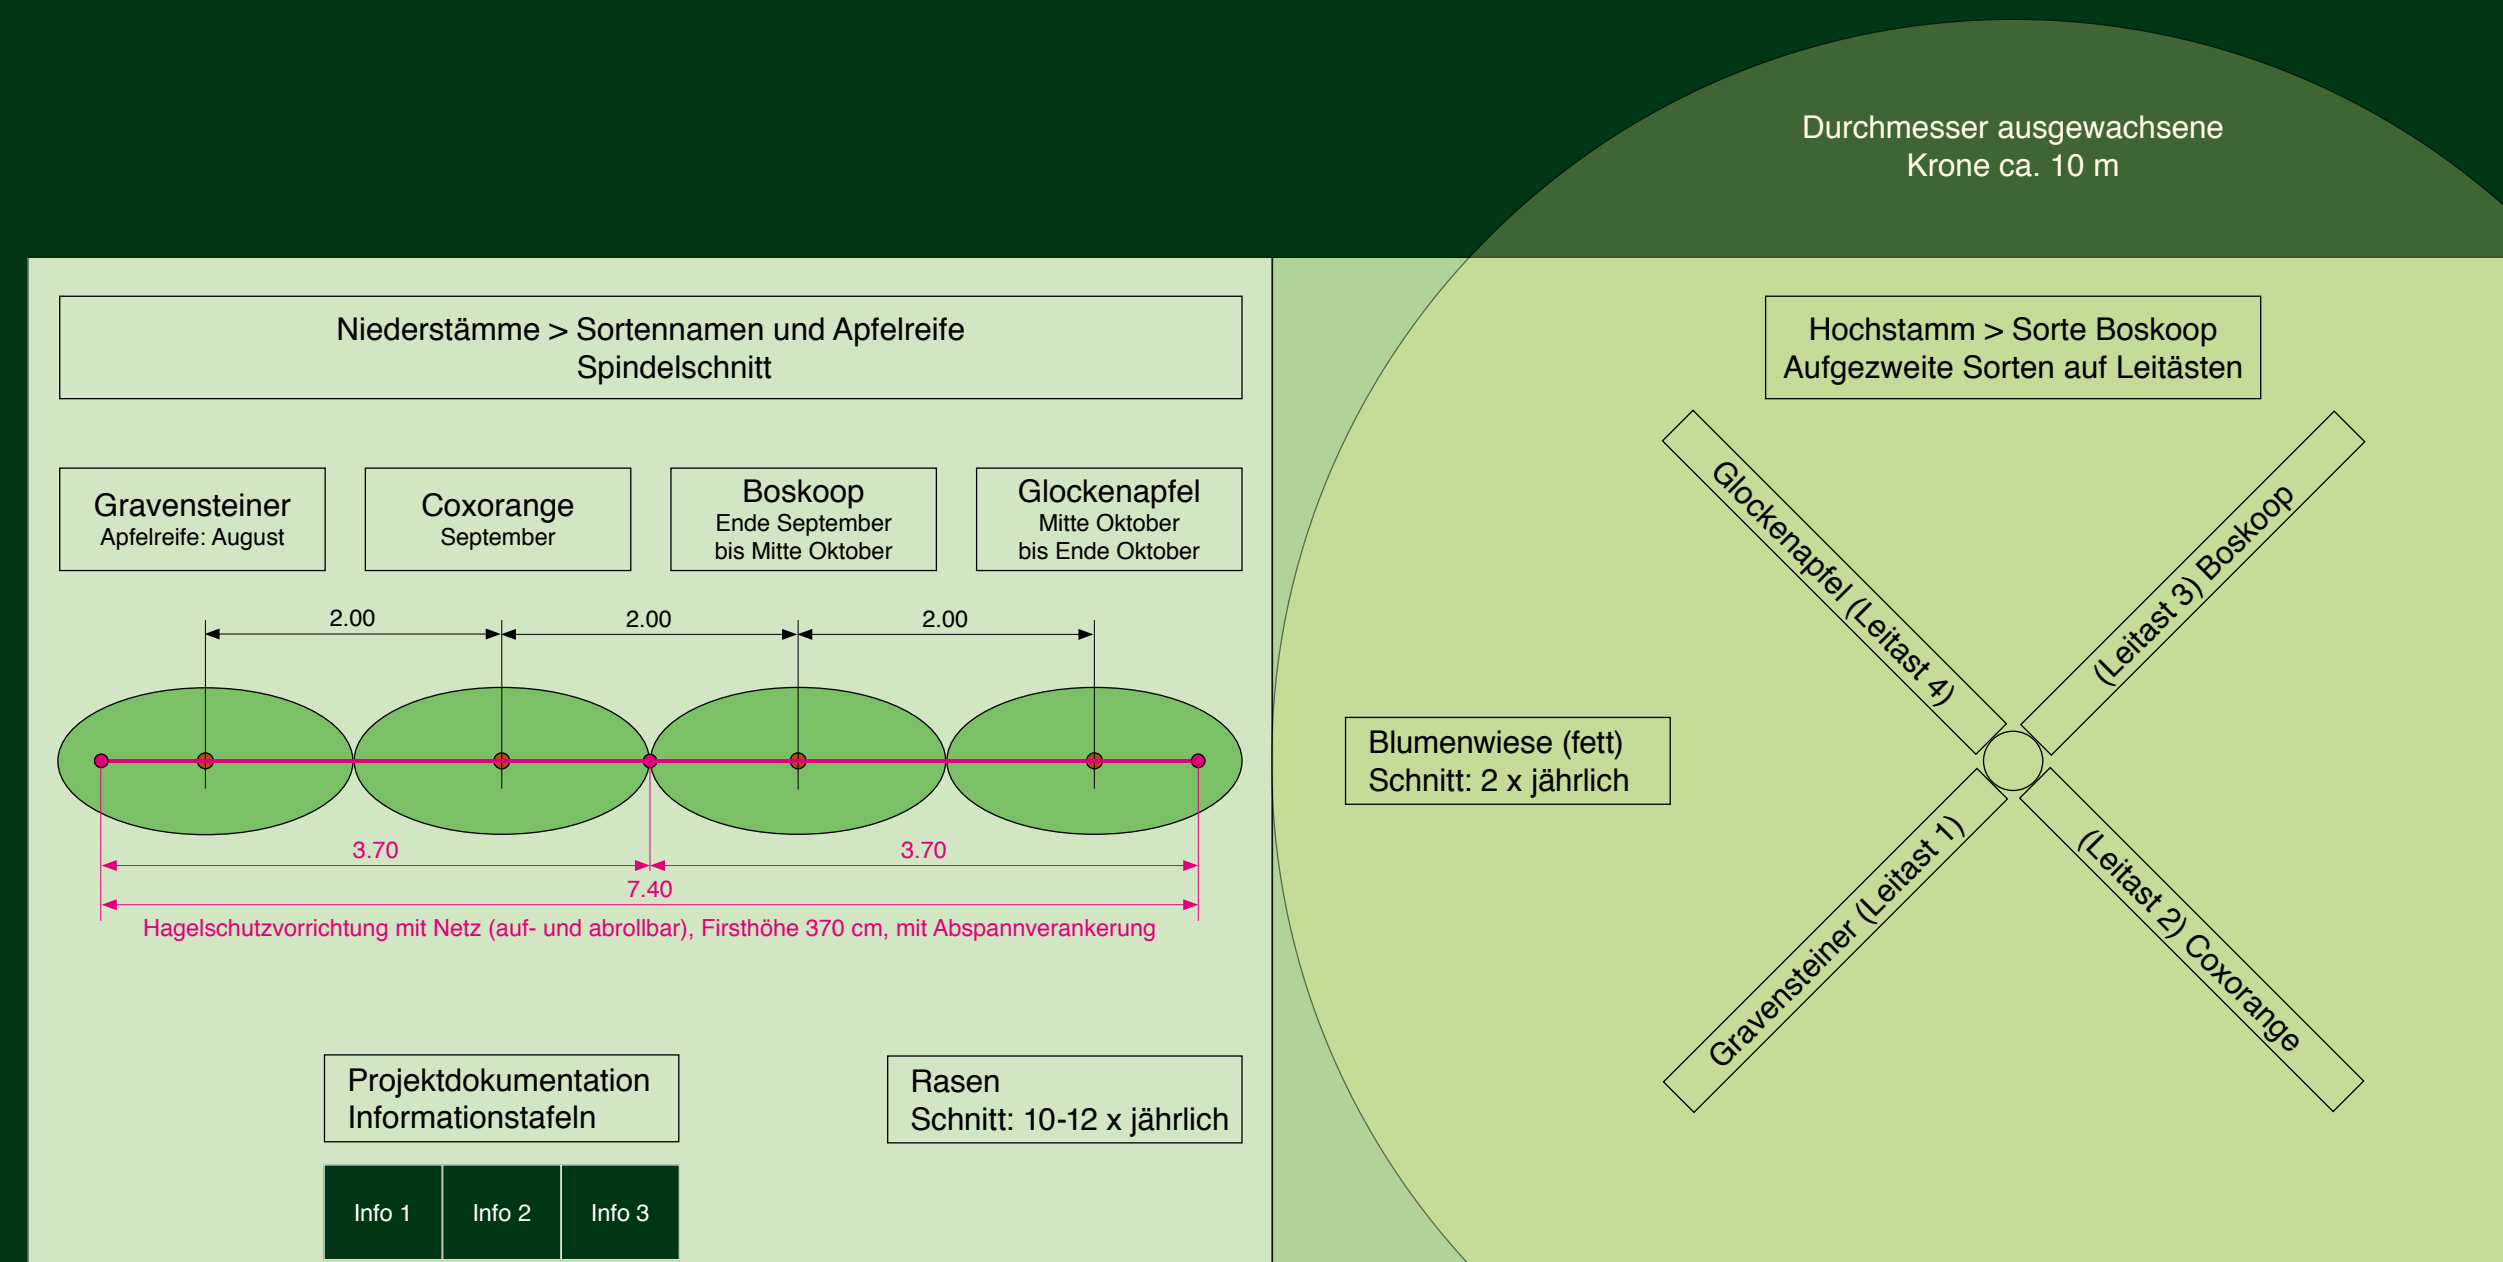 Durchmesser ausgewachsene
Krone ca. 10 m
Niederstämme > Sortennamen und Apfelreife
Spindelschnitt
Hochstamm > Sorte Boskoop
Aufgezweite Sorten auf Leitästen
Gravensteiner
Apfelreife: August
Coxorange
September
Boskoop
Ende September
bis Mitte Oktober
Glockenapfel
Mitte Oktober
bis Ende Oktober
2.00
2.00
2.00
3.70
3.70
7.40
Hagelschutzvorrichtung mit Netz (auf- und abrollbar), Firsthöhe 370 cm, mit Abspannverankerung
Glockenapfel (Leitast 4)
(Leitast 3) Boskoop
Blumenwiese (fett)
Schnitt: 2 x jährlich
Gravensteiner (Leitast 1)
(Leitast 2) Coxorange
Projektdokumentation
Informationstafeln
Rasen
Schnitt: 10-12 x jährlich
Info 1
Info 2
Info 3